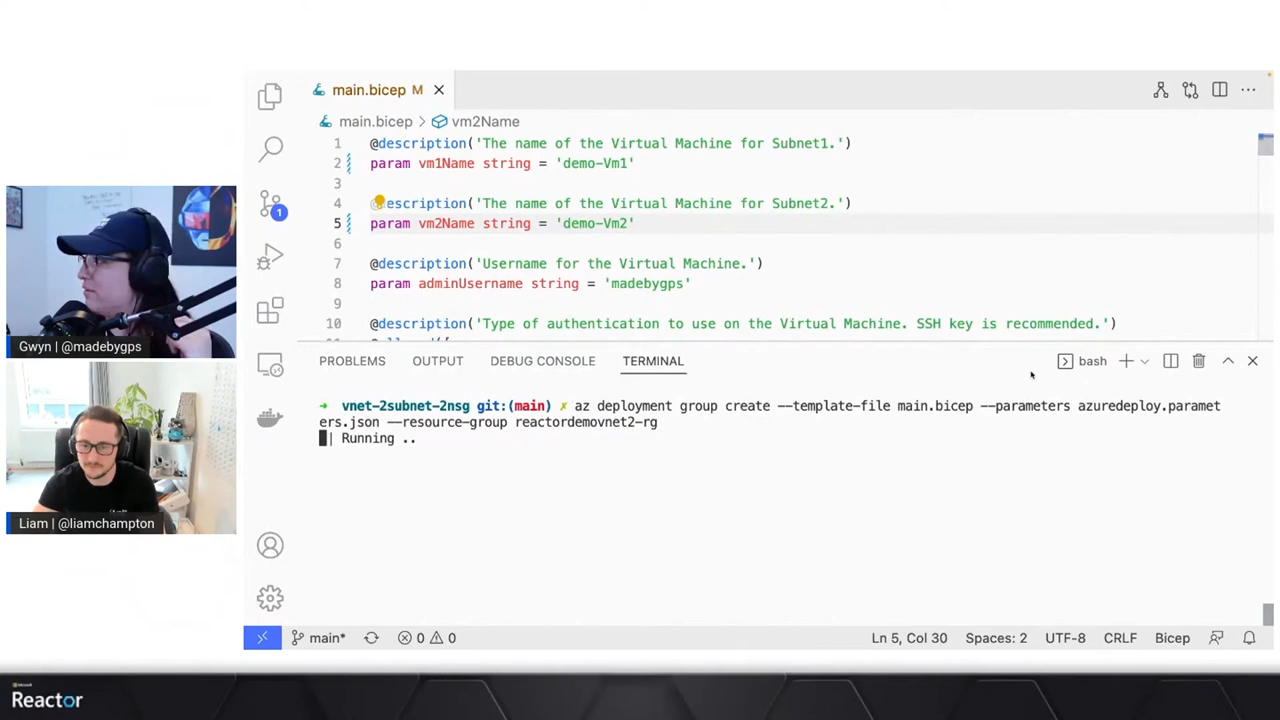 main.bicep M
main.bicep > vm2Name
1 @description('The name of the Virtual Machine for Subnet1.')
2 param vm1Name string = 'demo-Vm1'
3
4 escription('The name of the Virtual Machine for Subnet2.')
5 param vm2Name string = 'demo-Vm2'
6
7 @description('Username for the Virtual Machine.')
8 param adminUsername string = 'madebygps'
9
10 @description('Type of authentication to use on the Virtual Machine. SSH key is recommended.')
PROBLEMS OUTPUT DEBUG CONSOLE TERMINAL bash
→ vnet-2subnet-2nsg git:(main) ✗ az deployment group create --template-file main.bicep --parameters azuredeploy.paramet
ers.json --resource-group reactordemovnet2-rg
| Running ..
1
Gwyn | @madebygps
Liam | @liamchampton
main* 0 0 Ln 5, Col 30 Spaces: 2 UTF-8 CRLF Bicep
Microsoft
Reactor